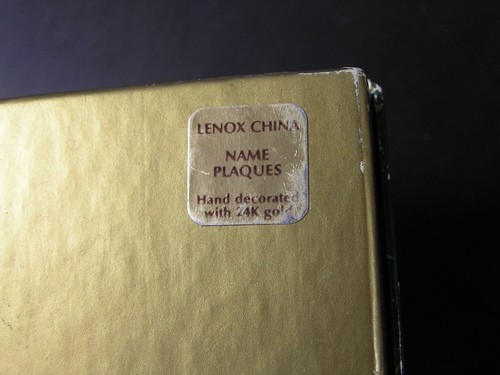 LENOX CHINA
NAME
PLAQUES
Hand decorated
with 24K gold